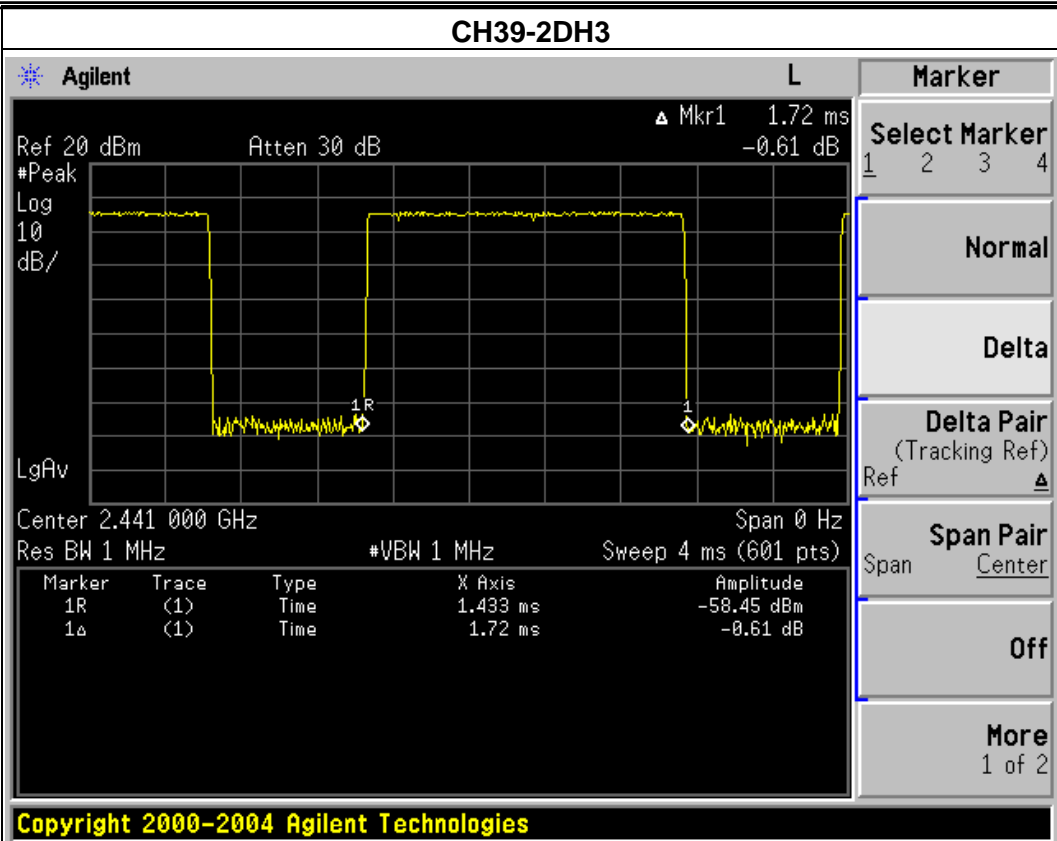 CH39-2DH3
Agilent L
Marker
Δ Mkr1 1.72 ms
Ref 20 dBm Atten 30 dB -0.61 dB
#Peak
Log
10
dB/
1R
1
LgAv
Center 2.441 000 GHz Span 0 Hz
Res BW 1 MHz #VBW 1 MHz Sweep 4 ms (601 pts)
Marker Trace Type X Axis Amplitude
1R (1) Time 1.433 ms -58.45 dBm
1Δ (1) Time 1.72 ms -0.61 dB
Select Marker
1 2 3 4
Normal
Delta
Delta Pair
(Tracking Ref)
Ref Δ
Span Pair
Span Center
Off
More
1 of 2
Copyright 2000-2004 Agilent Technologies